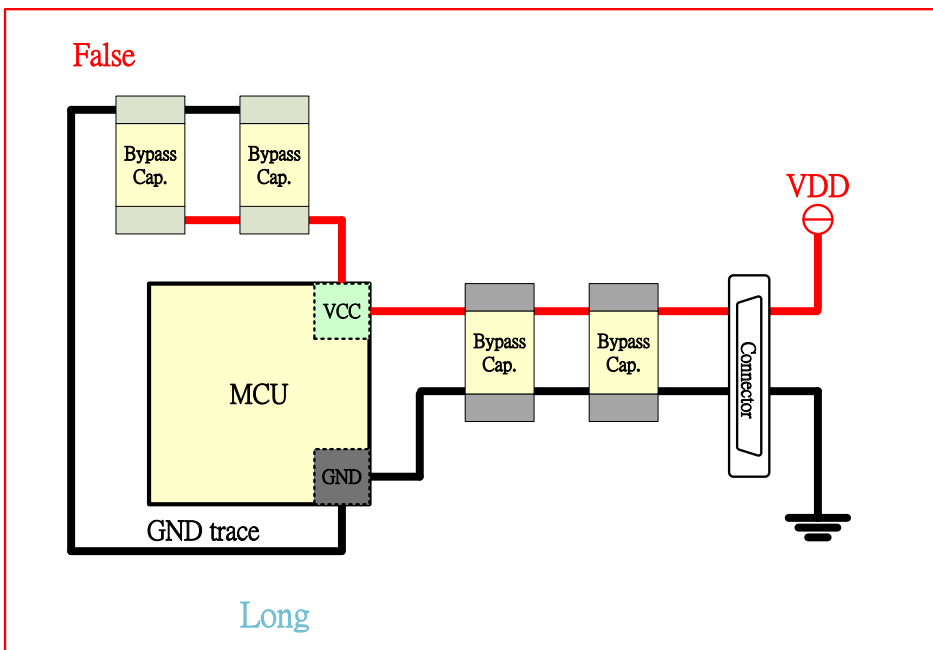 False
Bypass
Cap.
Bypass
Cap.
VDD
VCC
Bypass
Cap.
Bypass
Cap.
Connector
MCU
GND
GND trace
Long